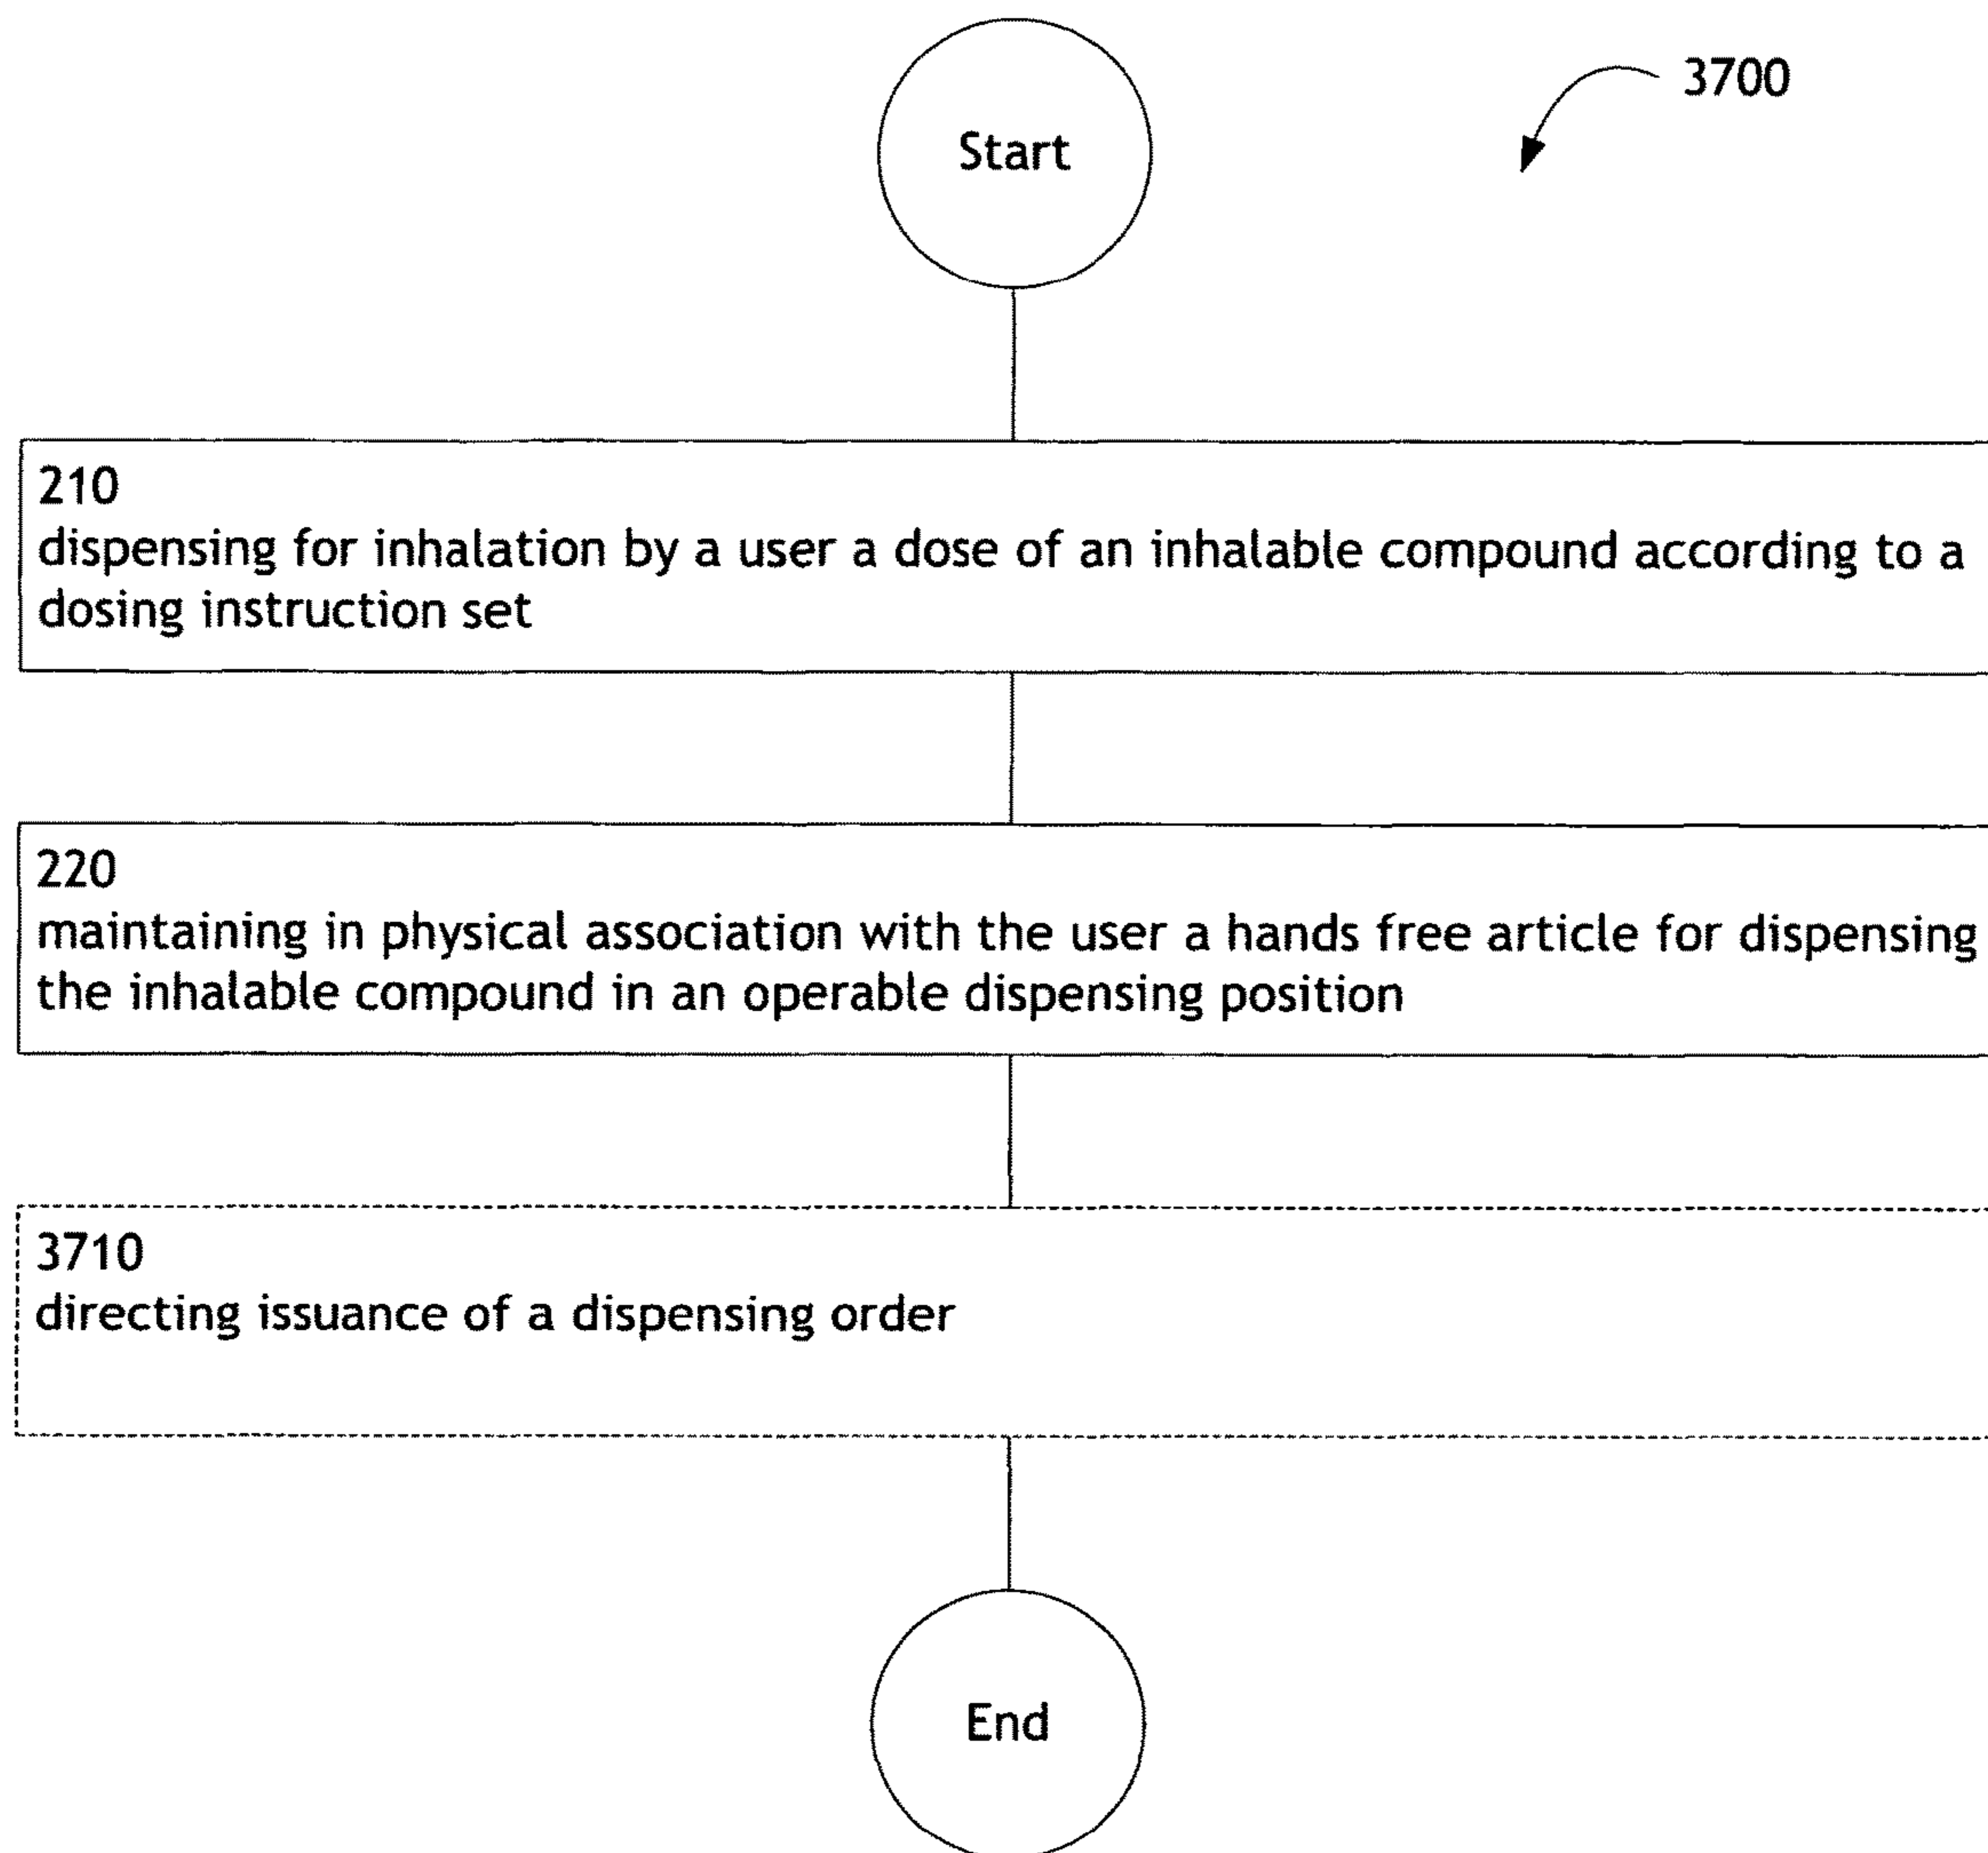 3700
Start
210
dispensing for inhalation by a user a dose of an inhalable compound according to a
dosing instruction set
220
maintaining in physical association with the user a hands free article for dispensing
the inhalable compound in an operable dispensing position
3710
directing issuance of a dispensing order
End